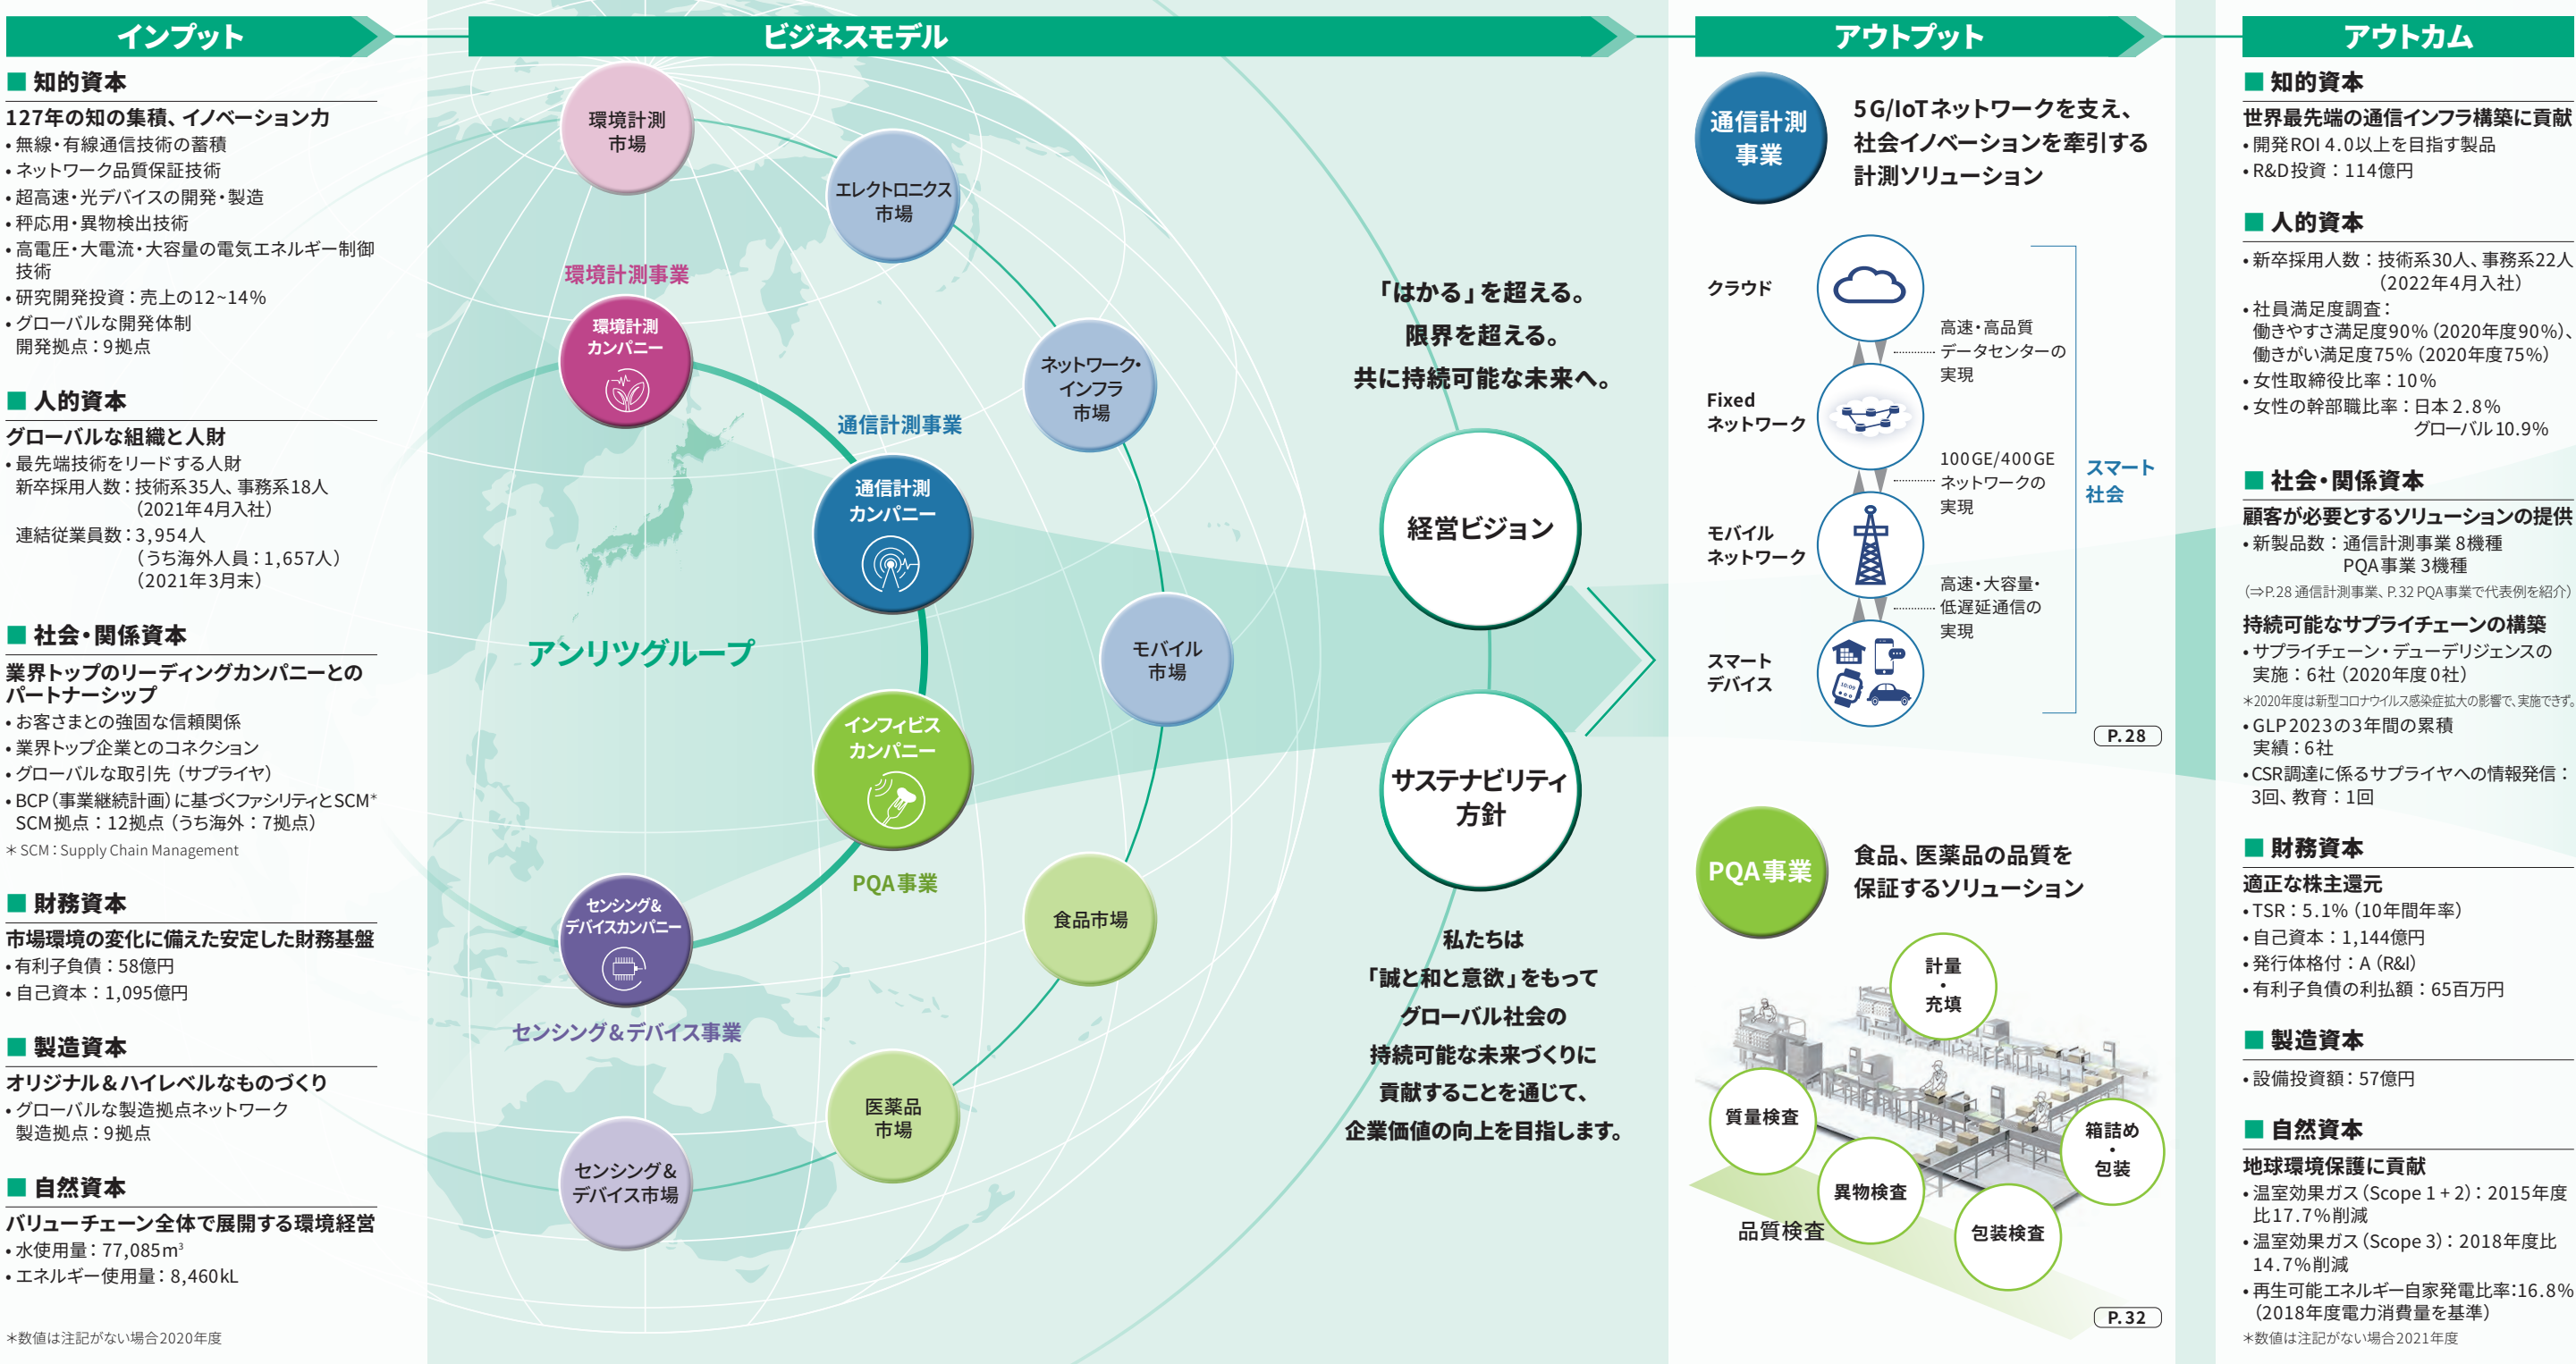 インプット
■ 知的資本
127年の知の集積、イノベーション力
• 無線・有線通信技術の蓄積
• ネットワーク品質保証技術
• 超高速・光デバイスの開発・製造
• 秤応用・異物検出技術
• 高電圧・大電流・大容量の電気エネルギー制御
技術
• 研究開発投資：売上の12~14%
• グローバルな開発体制
開発拠点：9拠点
■ 人的資本
グローバルな組織と人財
• 最先端技術をリードする人財
新卒採用人数：技術系35人、事務系18人
（2021年4月入社）
連結従業員数：3,954人
（うち海外人員：1,657人）
（2021年3月末）
■ 社会・関係資本
業界トップのリーディングカンパニーとの
パートナーシップ
• お客さまとの強固な信頼関係
• 業界トップ企業とのコネクション
• グローバルな取引先（サプライヤ）
• BCP（事業継続計画）に基づくファシリティとSCM*
SCM拠点：12拠点（うち海外：7拠点）
＊ SCM：Supply Chain Management
■ 財務資本
市場環境の変化に備えた安定した財務基盤
• 有利子負債：58億円
• 自己資本：1,095億円
■ 製造資本
オリジナル＆ハイレベルなものづくり
• グローバルな製造拠点ネットワーク
製造拠点：9拠点
■ 自然資本
バリューチェーン全体で展開する環境経営
• 水使用量：77,085m³
• エネルギー使用量：8,460kL
＊数値は注記がない場合2020年度
ビジネスモデル
環境計測
市場
エレクトロニクス
市場
環境計測事業
環境計測
カンパニー
ネットワーク・
インフラ
市場
通信計測事業
通信計測
カンパニー
アンリツグループ
モバイル
市場
インフィビス
カンパニー
PQA事業
センシング&
デバイスカンパニー
食品市場
センシング＆デバイス事業
医薬品
市場
センシング＆
デバイス市場
「はかる」を超える。
限界を超える。
共に持続可能な未来へ。
経営ビジョン
サステナビリティ
方針
私たちは
「誠と和と意欲」をもって
グローバル社会の
持続可能な未来づくりに
貢献することを通じて、
企業価値の向上を目指します。
アウトプット
通信計測
事業
5G/IoTネットワークを支え、
社会イノベーションを牽引する
計測ソリューション
クラウド
高速・高品質
データセンターの
実現
Fixed
ネットワーク
100GE/400GE
ネットワークの
実現
スマート
社会
モバイル
ネットワーク
高速・大容量・
低遅延通信の
実現
スマート
デバイス
10:09
P.28
PQA事業
食品、医薬品の品質を
保証するソリューション
計量
・
充填
質量検査
異物検査
箱詰め
・
包装
包装検査
品質検査
P.32
アウトカム
■ 知的資本
世界最先端の通信インフラ構築に貢献
• 開発ROI 4.0以上を目指す製品
• R&D投資：114億円
■ 人的資本
• 新卒採用人数：技術系30人、事務系22人
（2022年4月入社）
• 社員満足度調査：
働きやすさ満足度90%（2020年度90%）、
働きがい満足度75%（2020年度75%）
• 女性取締役比率：10%
• 女性の幹部職比率：日本 2.8%
グローバル 10.9%
■ 社会・関係資本
顧客が必要とするソリューションの提供
• 新製品数：通信計測事業 8機種
PQA事業 3機種
（⇒P.28 通信計測事業、P.32 PQA事業で代表例を紹介）
持続可能なサプライチェーンの構築
• サプライチェーン・デューデリジェンスの
実施：6社（2020年度0社）
＊2020年度は新型コロナウイルス感染症拡大の影響で、実施できず。
• GLP2023の3年間の累積
実績：6社
• CSR調達に係るサプライヤへの情報発信：
3回、教育：1回
■ 財務資本
適正な株主還元
• TSR：5.1%（10年間年率）
• 自己資本：1,144億円
• 発行体格付：A（R&I）
• 有利子負債の利払額：65百万円
■ 製造資本
• 設備投資額：57億円
■ 自然資本
地球環境保護に貢献
• 温室効果ガス（Scope 1 + 2）：2015年度
比17.7%削減
• 温室効果ガス（Scope 3）：2018年度比
14.7%削減
• 再生可能エネルギー自家発電比率：16.8%
（2018年度電力消費量を基準）
＊数値は注記がない場合2021年度